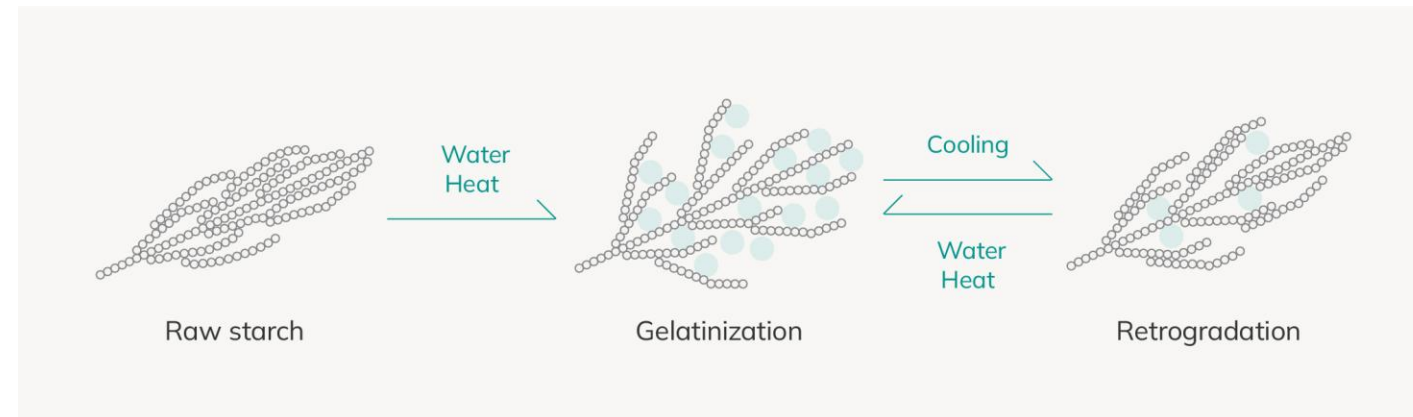 Water
Heat
Cooling
Water
Heat
Raw starch
Gelatinization
Retrogradation